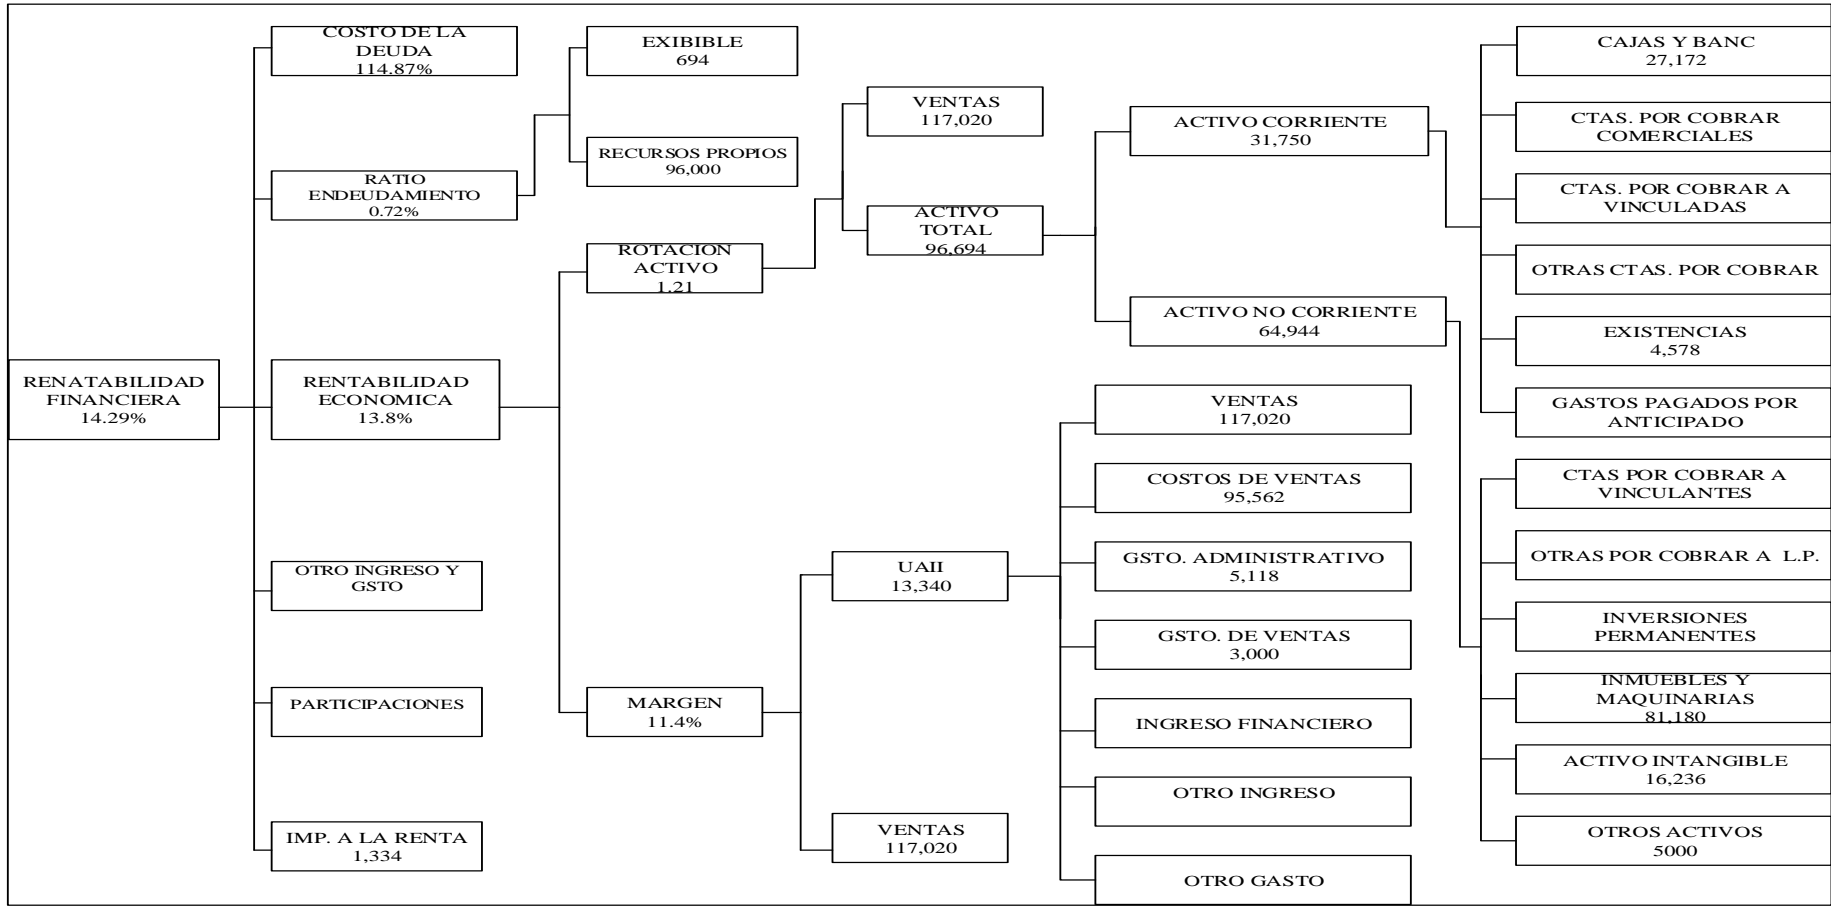 COSTO DE LA
DEUDA
114.87%
RATIO
ENDEUDAMIENTO
0.72%
RENATABILIDAD
FINANCIERA
14.29%
RENTABILIDAD
ECONOMICA
13.8%
OTRO INGRESO Y
GSTO
PARTICIPACIONES
IMP. A LA RENTA
1,334
EXIBIBLE
694
RECURSOS PROPIOS
96,000
ROTACION
ACTIVO
1.21
MARGEN
11.4%
VENTAS
117,020
ACTIVO
TOTAL
96,694
UAII
13,340
VENTAS
117,020
ACTIVO CORRIENTE
31,750
ACTIVO NO CORRIENTE
64,944
VENTAS
117,020
COSTOS DE VENTAS
95,562
GSTO. ADMINISTRATIVO
5,118
GSTO. DE VENTAS
3,000
INGRESO FINANCIERO
OTRO INGRESO
OTRO GASTO
CAJAS Y BANC
27,172
CTAS. POR COBRAR
COMERCIALES
CTAS. POR COBRAR A
VINCULADAS
OTRAS CTAS. POR COBRAR
EXISTENCIAS
4,578
GASTOS PAGADOS POR
ANTICIPADO
CTAS POR COBRAR A
VINCULANTES
OTRAS POR COBRAR A L.P.
INVERSIONES
PERMANENTES
INMUEBLES Y
MAQUINARIAS
81,180
ACTIVO INTANGIBLE
16,236
OTROS ACTIVOS
5000